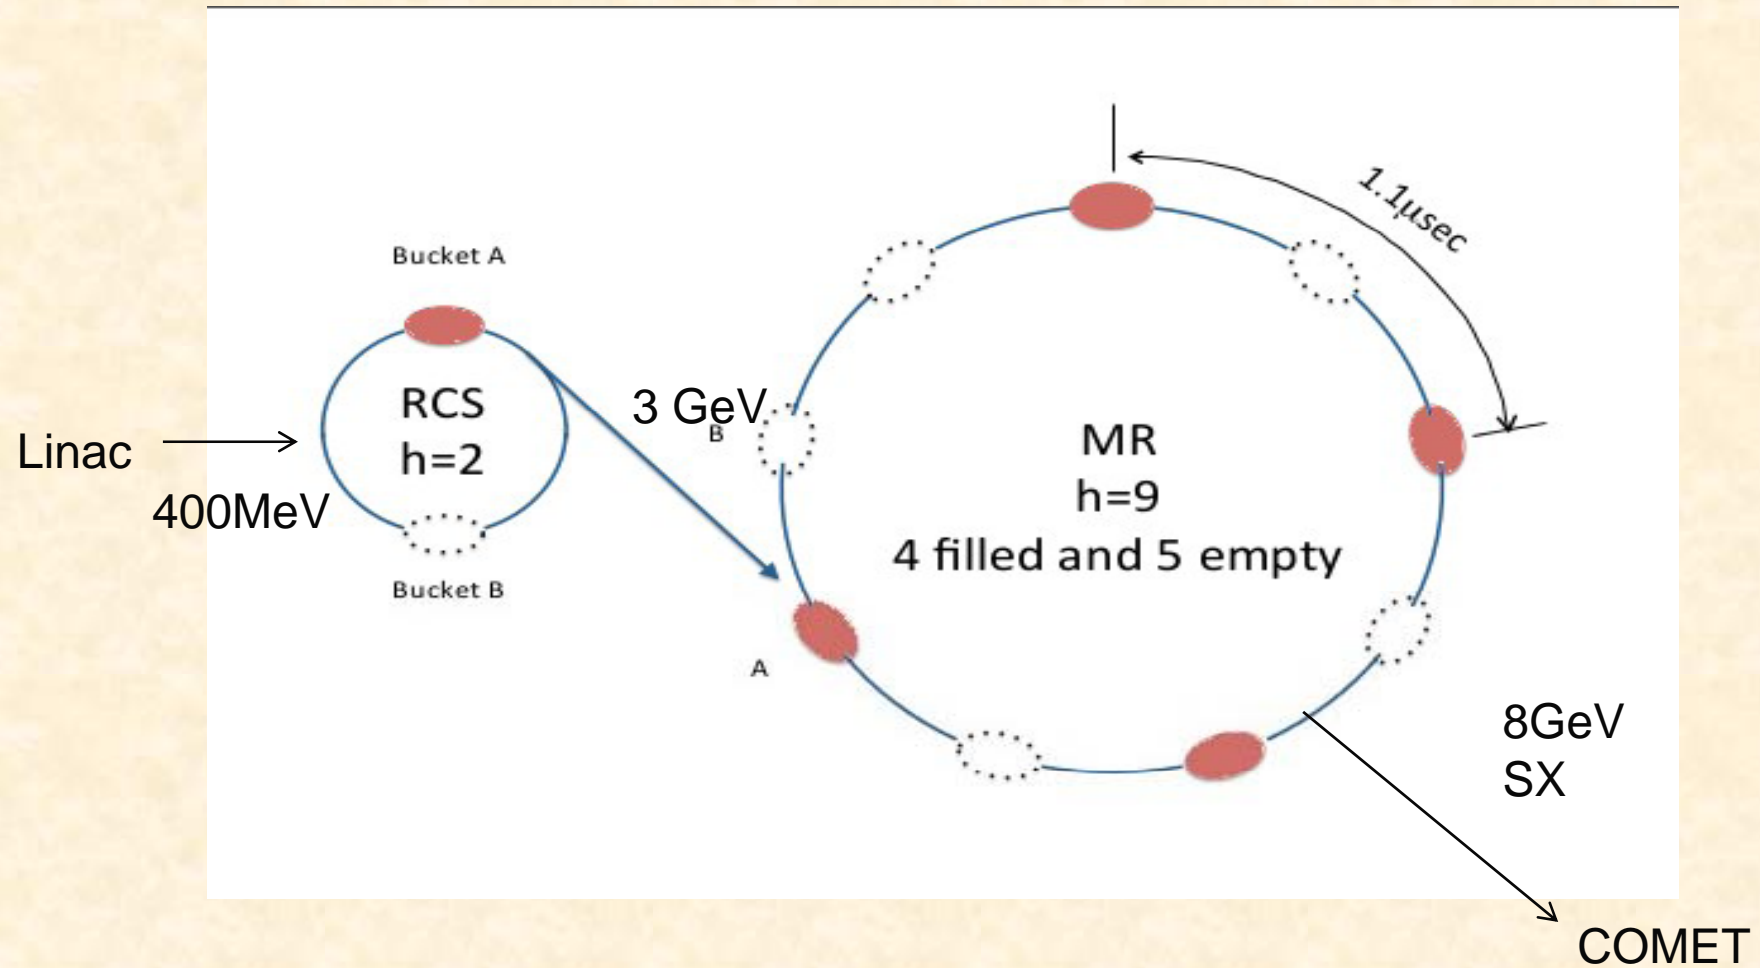 Linac
400MeV
Bucket A
RCS
h=2
Bucket B
3 GeV
B
A
MR
h=9
4 filled and 5 empty
1.1μsec
8GeV
SX
COMET